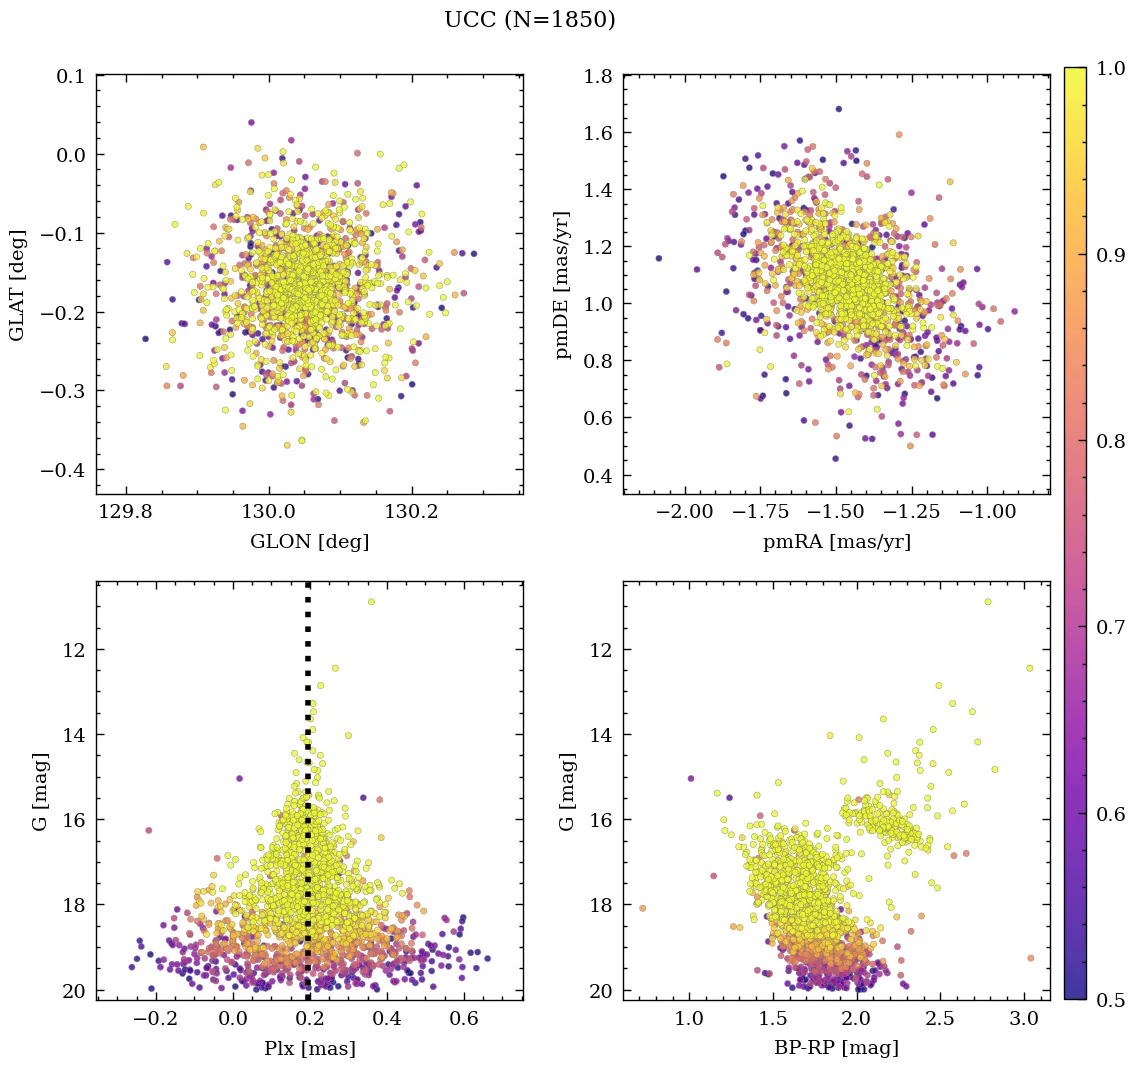 UCC (N=1850)
0.1
0.0
−0.1
−0.2
−0.3
−0.4
GLAT [deg]
129.8 130.0 130.2
GLON [deg]
1.8
1.6
1.4
1.2
1.0
0.8
0.6
0.4
pmDE [mas/yr]
−2.00 −1.75 −1.50 −1.25 −1.00
pmRA [mas/yr]
12
14
16
18
20
G [mag]
−0.2 0.0 0.2 0.4 0.6
Plx [mas]
12
14
16
18
20
G [mag]
1.0 1.5 2.0 2.5 3.0
BP-RP [mag]
1.0
0.9
0.8
0.7
0.6
0.5